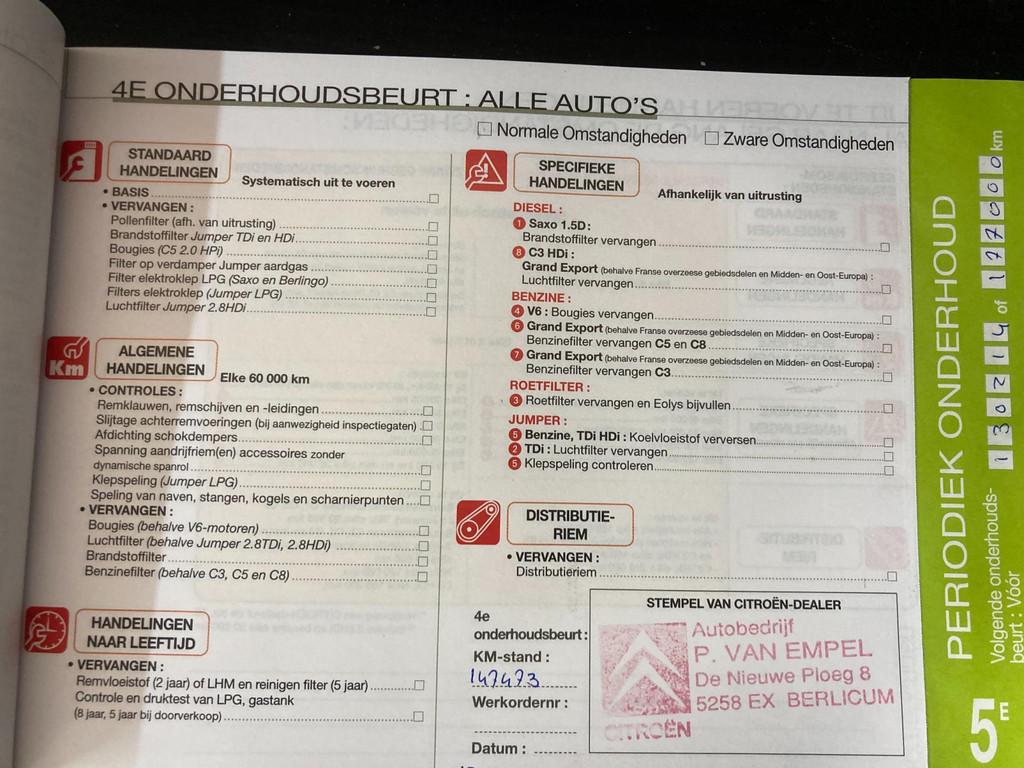 4E ONDERHOUDSBEURT : ALLE AUTO'S
Normale Omstandigheden
Zware Omstandigheden
STANDAARD
HANDELINGEN
Systematisch uit te voeren
• BASIS
• VERVANGEN :
Pollenfilter (afh. van uitrusting)
Brandstoffilter Jumper TDi en HDi
Bougies (C5 2.0 HPi)
Filter op verdamper Jumper aardgas
Filter elektroklep LPG (Saxo en Berlingo)
Filters elektroklep (Jumper LPG)
Luchtfilter Jumper 2.8HDi
Km
ALGEMENE
HANDELINGEN
Elke 60 000 km
• CONTROLES :
Remklauwen, remschijven en -leidingen
Slijtage achterremvoeringen (bij aanwezigheid inspectiegaten)
Afdichting schokdempers
Spanning aandrijfriem(en) accessoires zonder
dynamische spanrol
Klepspeling (Jumper LPG)
Speling van naven, stangen, kogels en scharnierpunten
• VERVANGEN :
Bougies (behalve V6-motoren)
Luchtfilter (behalve Jumper 2.8TDi, 2.8HDi)
Brandstoffilter
Benzinefilter (behalve C3, C5 en C8)
HANDELINGEN
NAAR LEEFTIJD
• VERVANGEN :
Remvloeistof (2 jaar) of LHM en reinigen filter (5 jaar)
Controle en druktest van LPG, gastank
(8 jaar, 5 jaar bij doorverkoop)
SPECIFIEKE
HANDELINGEN
Afhankelijk van uitrusting
DIESEL :
1 Saxo 1.5D :
Brandstoffilter vervangen
8 C3 HDi :
Grand Export (behalve Franse overzeese gebiedsdelen en Midden- en Oost-Europa) :
Luchtfilter vervangen
BENZINE :
4 V6 : Bougies vervangen
6 Grand Export (behalve Franse overzeese gebiedsdelen en Midden- en Oost-Europa) :
Benzinefilter vervangen C5 en C8
7 Grand Export (behalve Franse overzeese gebiedsdelen en Midden- en Oost-Europa) :
Benzinefilter vervangen C3
ROETFILTER :
3 Roetfilter vervangen en Eolys bijvullen
JUMPER :
5 Benzine, TDi HDi : Koelvloeistof verversen
2 TDi : Luchtfilter vervangen
5 Klepspeling controleren
DISTRIBUTIE-
RIEM
• VERVANGEN :
Distributieriem
4e
onderhoudsbeurt :
KM-stand :
147473
Werkordernr :
Datum :
STEMPEL VAN CITROËN-DEALER
Autobedrijf
P. VAN EMPEL
De Nieuwe Ploeg 8
5258 EX BERLICUM
CITROËN
PERIODIEK ONDERHOUD
Volgende onderhouds-
beurt : Vóór 130214 of 177000 km
5E